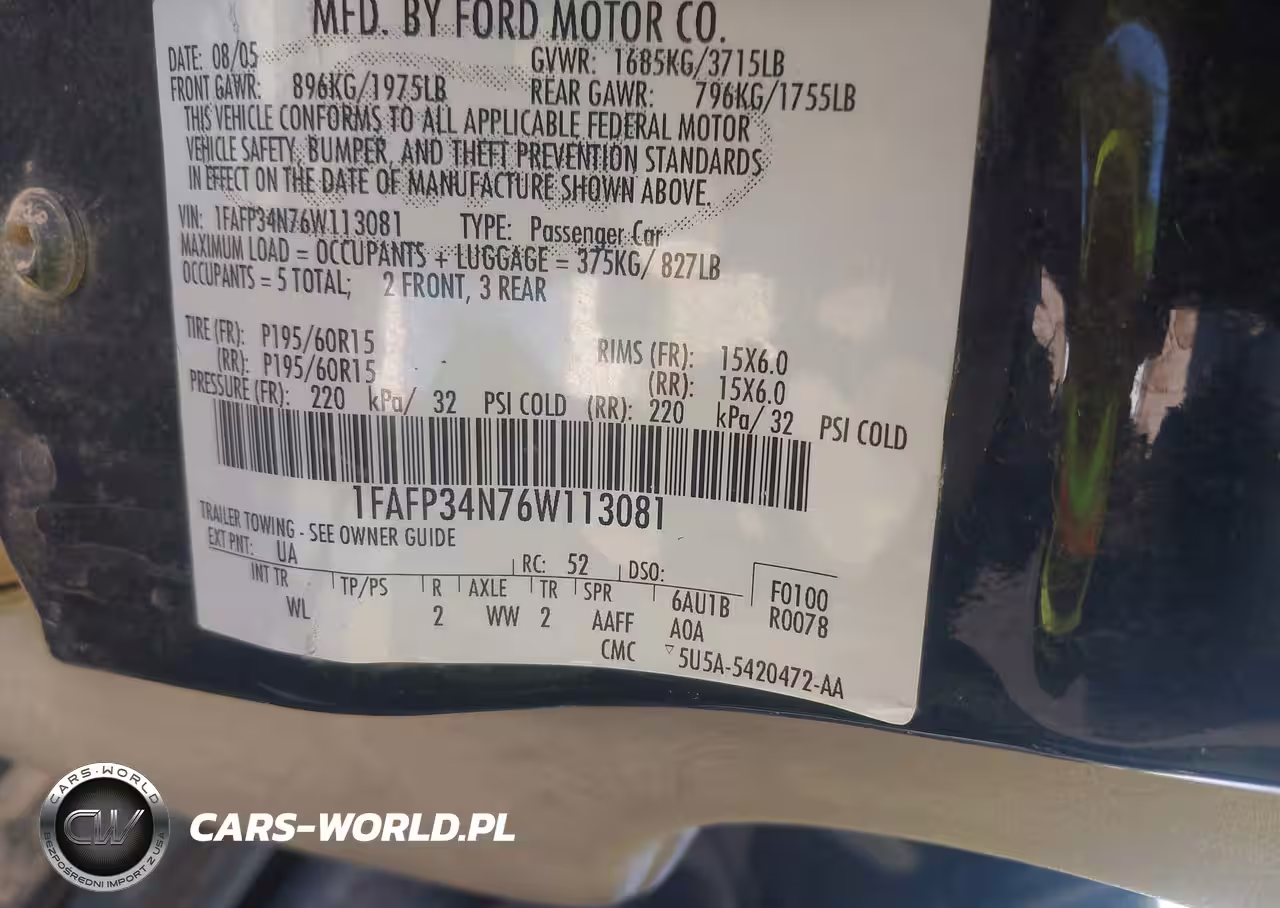 MFD. BY FORD MOTOR CO.
DATE: 08/05 GVWR: 1685KG/3715LB
FRONT GAWR: 896KG/1975LB REAR GAWR: 796KG/1755LB
THIS VEHICLE CONFORMS TO ALL APPLICABLE FEDERAL MOTOR
VEHICLE SAFETY, BUMPER, AND THEFT PREVENTION STANDARDS
IN EFFECT ON THE DATE OF MANUFACTURE SHOWN ABOVE.
VIN: 1FAFP34N76W113081 TYPE: Passenger Car
MAXIMUM LOAD = OCCUPANTS + LUGGAGE = 375KG/ 827LB
OCCUPANTS = 5 TOTAL; 2 FRONT, 3 REAR
TIRE (FR): P195/60R15 RIMS (FR): 15X6.0
(RR): P195/60R15 (RR): 15X6.0
PRESSURE (FR): 220 kPa/ 32 PSI COLD (RR): 220 kPa/ 32 PSI COLD
1FAFP34N76W113081
TRAILER TOWING - SEE OWNER GUIDE
EXT PNT: UA RC: 52 DSO:
INT TR TP/PS R AXLE TR SPR 6AU1B F0100
WL 2 WW 2 AAFF A0A R0078
CMC ▽5U5A-5420472-AA
CARS-WORLD
CW
BEZPOŚREDNI IMPORT Z USA
CARS-WORLD.PL